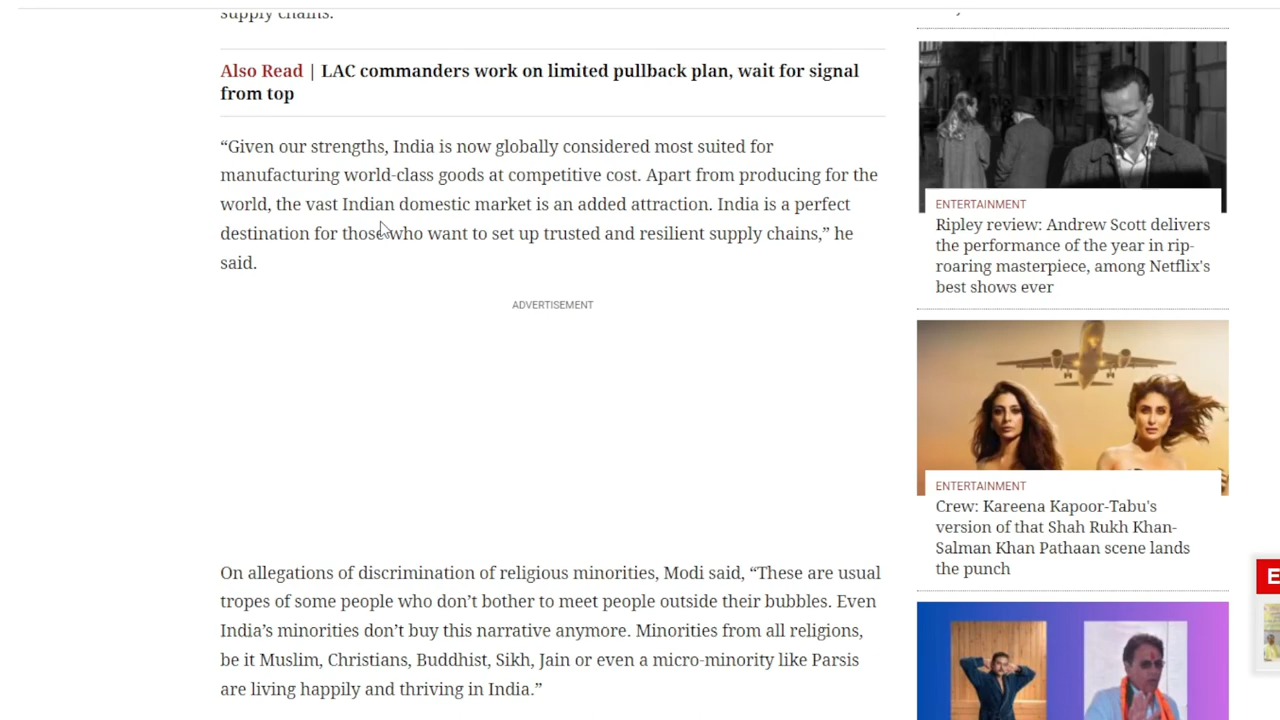 supply chains.
Also Read | LAC commanders work on limited pullback plan, wait for signal
from top
“Given our strengths, India is now globally considered most suited for
manufacturing world-class goods at competitive cost. Apart from producing for the
world, the vast Indian domestic market is an added attraction. India is a perfect
destination for those who want to set up trusted and resilient supply chains,” he
said.
ADVERTISEMENT
On allegations of discrimination of religious minorities, Modi said, “These are usual
tropes of some people who don’t bother to meet people outside their bubbles. Even
India’s minorities don’t buy this narrative anymore. Minorities from all religions,
be it Muslim, Christians, Buddhist, Sikh, Jain or even a micro-minority like Parsis
are living happily and thriving in India.”
ENTERTAINMENT
Ripley review: Andrew Scott delivers
the performance of the year in rip-
roaring masterpiece, among Netflix's
best shows ever
ENTERTAINMENT
Crew: Kareena Kapoor-Tabu's
version of that Shah Rukh Khan-
Salman Khan Pathaan scene lands
the punch
E